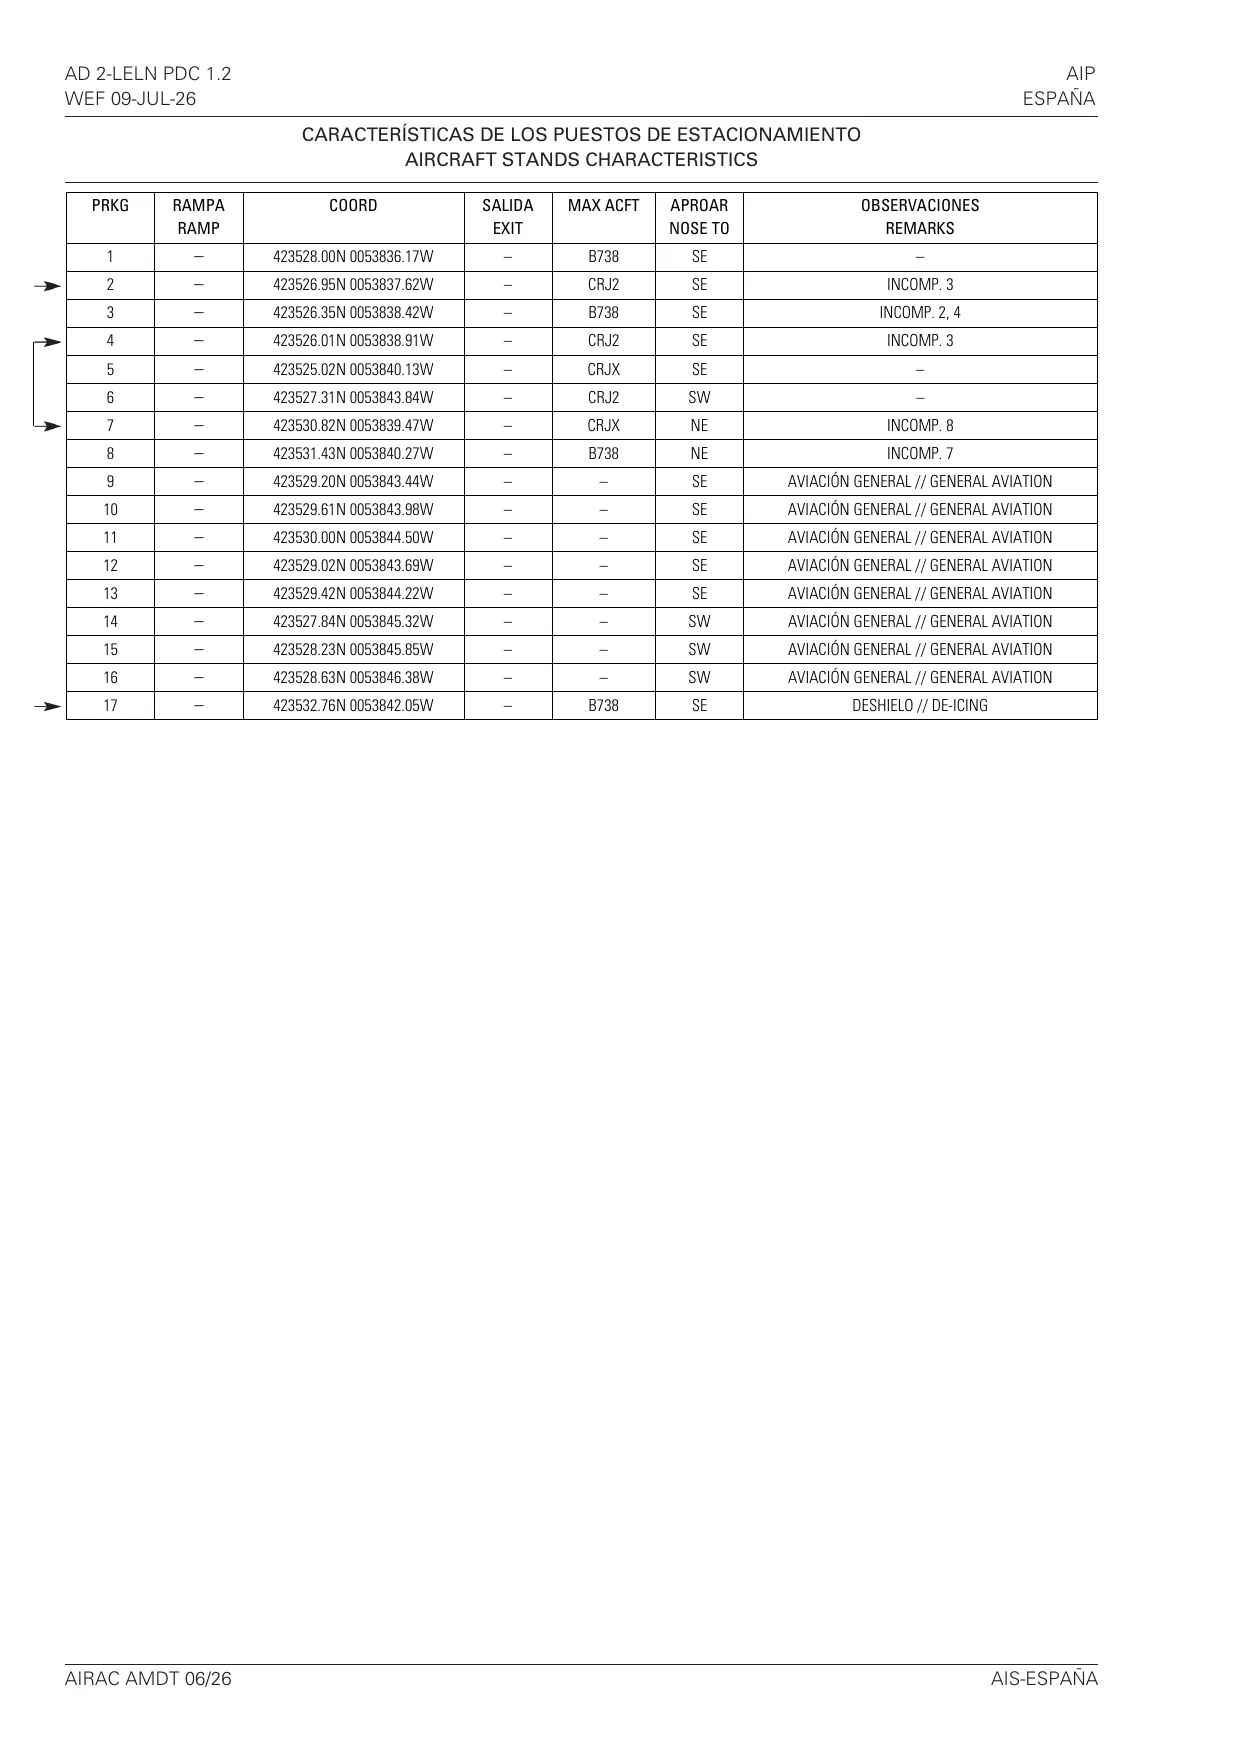 AD 2-LELN PDC 1.2
AIP
WEF 09-JUL-26
ESPAÑA
CARACTERÍSTICAS DE LOS PUESTOS DE ESTACIONAMIENTO
AIRCRAFT STANDS CHARACTERISTICS
PRKG RAMPA COORD SALIDA MAX ACFT APROAR OBSERVACIONES
RAMP EXIT NOSE TO REMARKS
1 – 423528.00N 0053836.17W – B738 SE –
2 – 423526.95N 0053837.62W – CRJ2 SE INCOMP. 3
3 – 423526.35N 0053838.42W – B738 SE INCOMP. 2, 4
4 – 423526.01N 0053838.91W – CRJ2 SE INCOMP. 3
5 – 423525.02N 0053840.13W – CRJX SE –
6 – 423527.31N 0053843.84W – CRJ2 SW –
7 – 423530.82N 0053839.47W – CRJX NE INCOMP. 8
8 – 423531.43N 0053840.27W – B738 NE INCOMP. 7
9 – 423529.20N 0053843.44W – – SE AVIACIÓN GENERAL // GENERAL AVIATION
10 – 423529.61N 0053843.98W – – SE AVIACIÓN GENERAL // GENERAL AVIATION
11 – 423530.00N 0053844.50W – – SE AVIACIÓN GENERAL // GENERAL AVIATION
12 – 423529.02N 0053843.69W – – SE AVIACIÓN GENERAL // GENERAL AVIATION
13 – 423529.42N 0053844.22W – – SE AVIACIÓN GENERAL // GENERAL AVIATION
14 – 423527.84N 0053845.32W – – SW AVIACIÓN GENERAL // GENERAL AVIATION
15 – 423528.23N 0053845.85W – – SW AVIACIÓN GENERAL // GENERAL AVIATION
16 – 423528.63N 0053846.38W – – SW AVIACIÓN GENERAL // GENERAL AVIATION
17 – 423532.76N 0053842.05W – B738 SE DESHIELO // DE-ICING
AIRAC AMDT 06/26
AIS-ESPAÑA